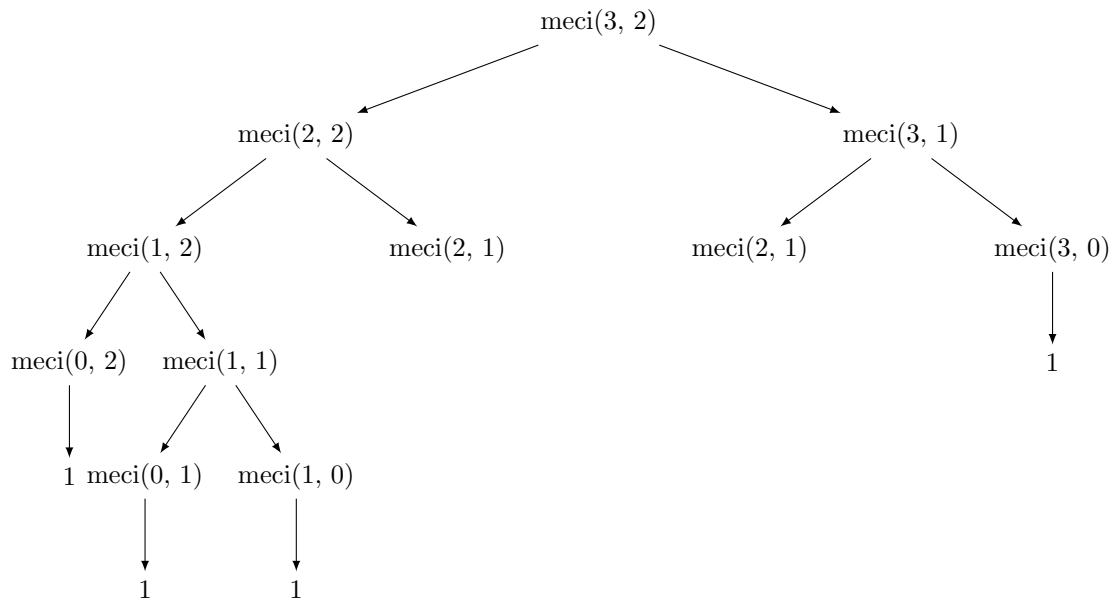 meci(3, 2)
meci(2, 2) meci(3, 1)
meci(1, 2) meci(2, 1) meci(2, 1) meci(3, 0)
meci(0, 2) meci(1, 1) 1
1 meci(0, 1) meci(1, 0)
1 1